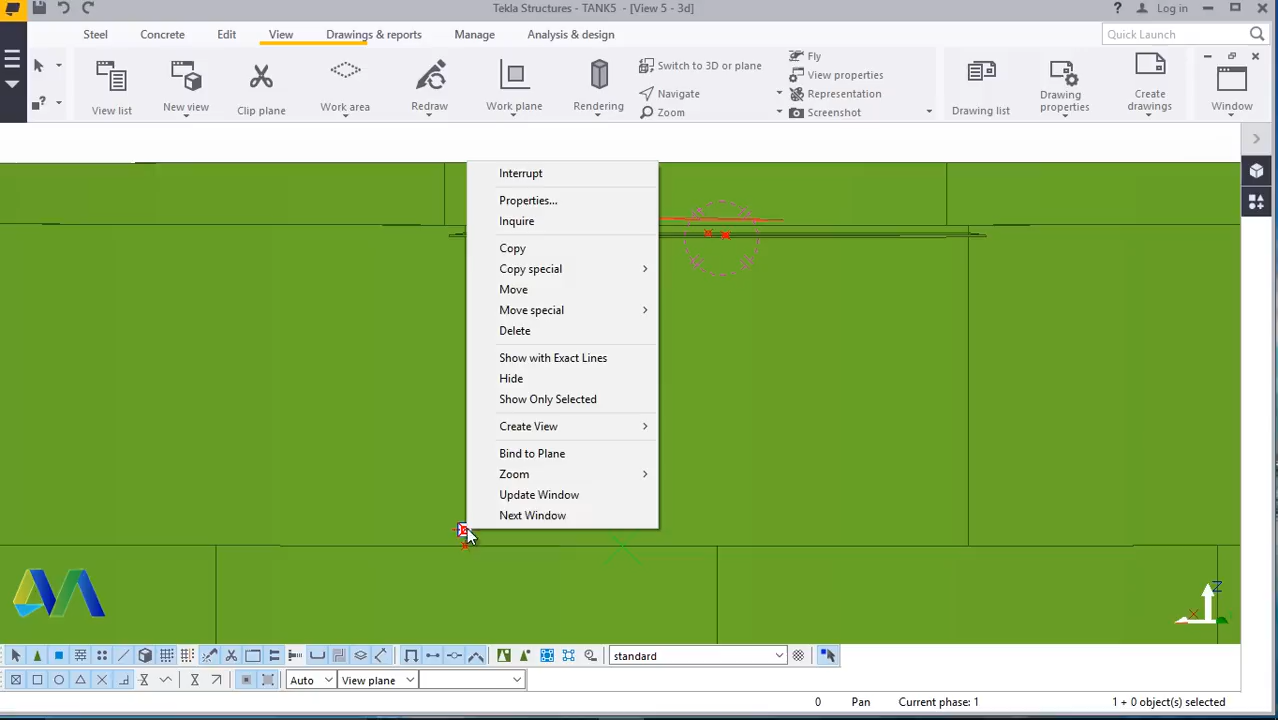 Tekla Structures - TANK5 - [View 5 - 3d]
Log in
Steel
Concrete
Edit
View
Drawings & reports
Manage
Analysis & design
Quick Launch
View list
New view
Clip plane
Work area
Redraw
Work plane
Rendering
Switch to 3D or plane
Navigate
Zoom
Fly
View properties
Representation
Screenshot
Drawing list
Drawing
properties
Create
drawings
Window
Interrupt
Properties...
Inquire
Copy
Copy special
Move
Move special
Delete
Show with Exact Lines
Hide
Show Only Selected
Create View
Bind to Plane
Zoom
Update Window
Next Window
Z
X
standard
Auto
View plane
0
Pan
Current phase: 1
1 + 0 object(s) selected